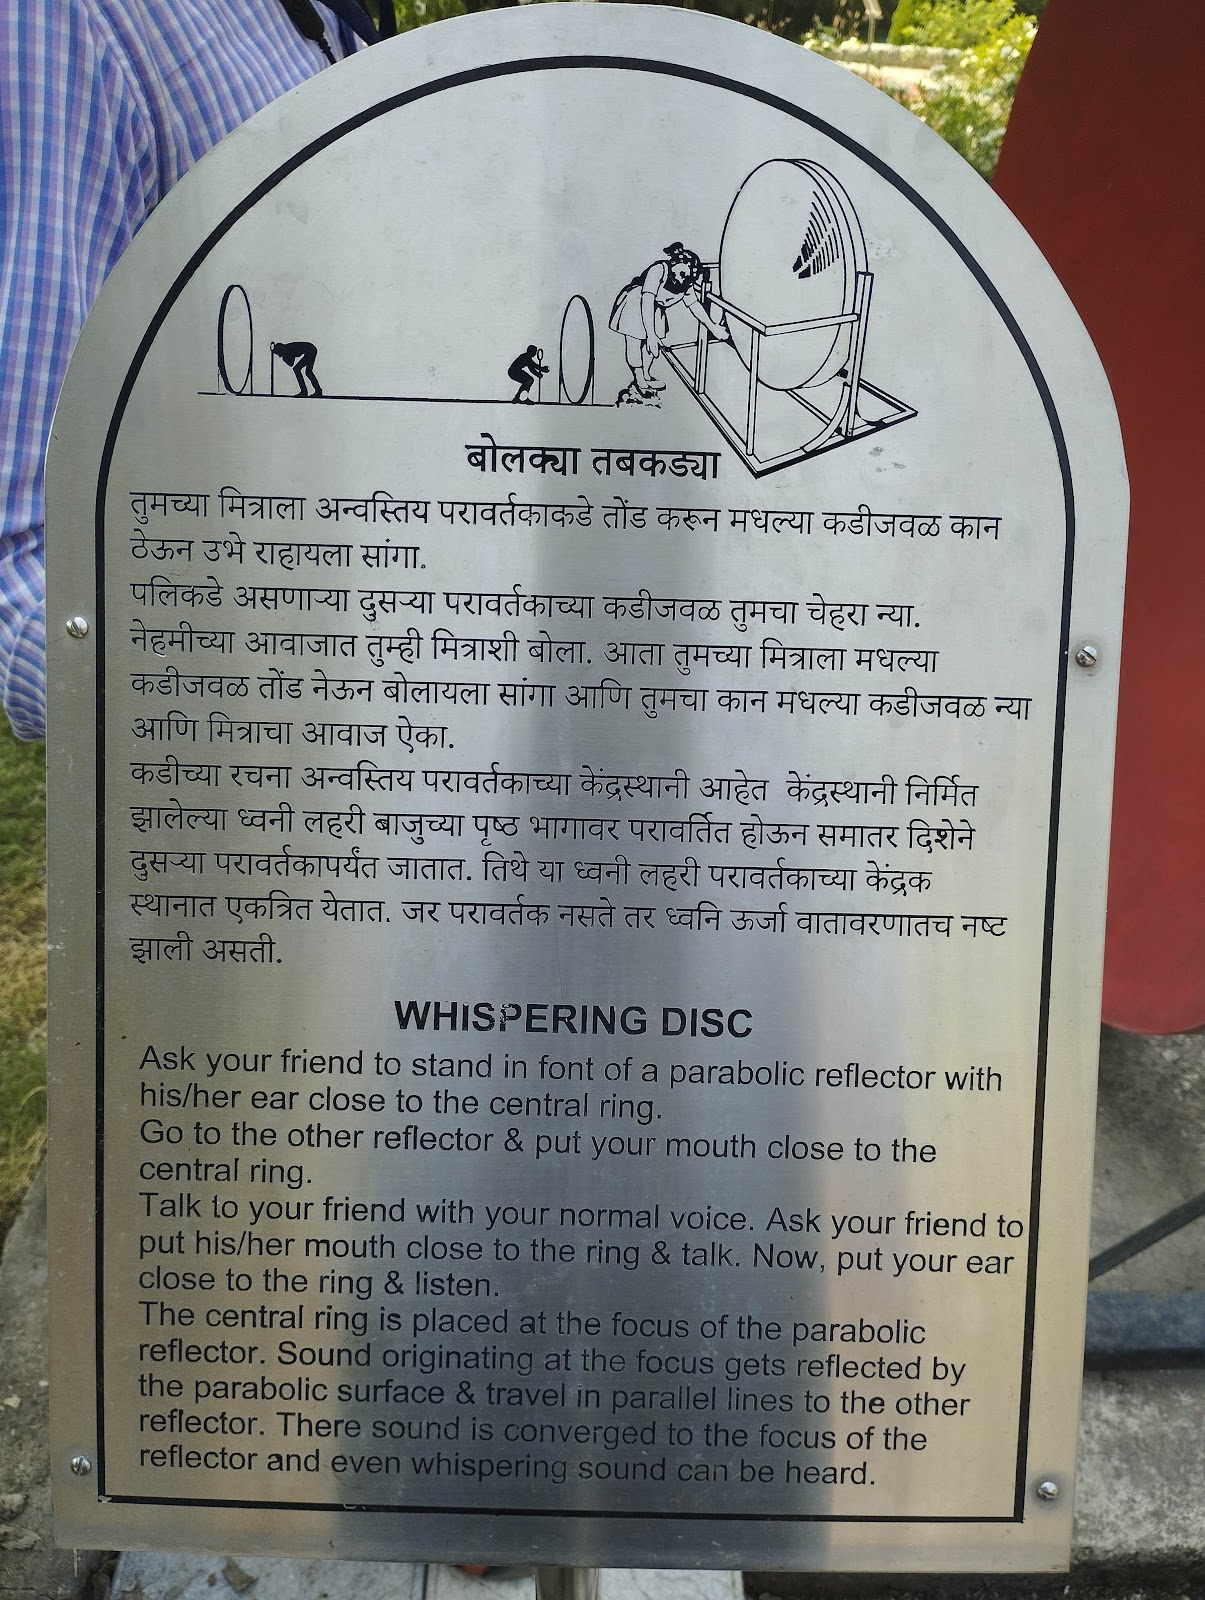 बोलक्या तबकड्या
तुमच्या मित्राला अन्वस्तिय परावर्तकाकडे तोंड करून मधल्या कडीजवळ कान
ठेऊन उभे राहायला सांगा.
पलिकडे असणाऱ्या दुसऱ्या परावर्तकाच्या कडीजवळ तुमचा चेहरा न्या.
नेहमीच्या आवाजात तुम्ही मित्राशी बोला. आता तुमच्या मित्राला मधल्या
कडीजवळ तोंड नेऊन बोलायला सांगा आणि तुमचा कान मधल्या कडीजवळ न्या
आणि मित्राचा आवाज ऐका.
कडीच्या रचना अन्वस्तिय परावर्तकाच्या केंद्रस्थानी आहेत केंद्रस्थानी निर्मित
झालेल्या ध्वनी लहरी बाजुच्या पृष्ठ भागावर परावर्तित होऊन समातर दिशेने
दुसऱ्या परावर्तकापर्यंत जातात. तिथे या ध्वनी लहरी परावर्तकाच्या केंद्रक
स्थानात एकत्रित येतात. जर परावर्तक नसते तर ध्वनि ऊर्जा वातावरणातच नष्ट
झाली असती.
WHISPERING DISC
Ask your friend to stand in font of a parabolic reflector with
his/her ear close to the central ring.
Go to the other reflector & put your mouth close to the
central ring.
Talk to your friend with your normal voice. Ask your friend to
put his/her mouth close to the ring & talk. Now, put your ear
close to the ring & listen.
The central ring is placed at the focus of the parabolic
reflector. Sound originating at the focus gets reflected by
the parabolic surface & travel in parallel lines to the other
reflector. There sound is converged to the focus of the
reflector and even whispering sound can be heard.